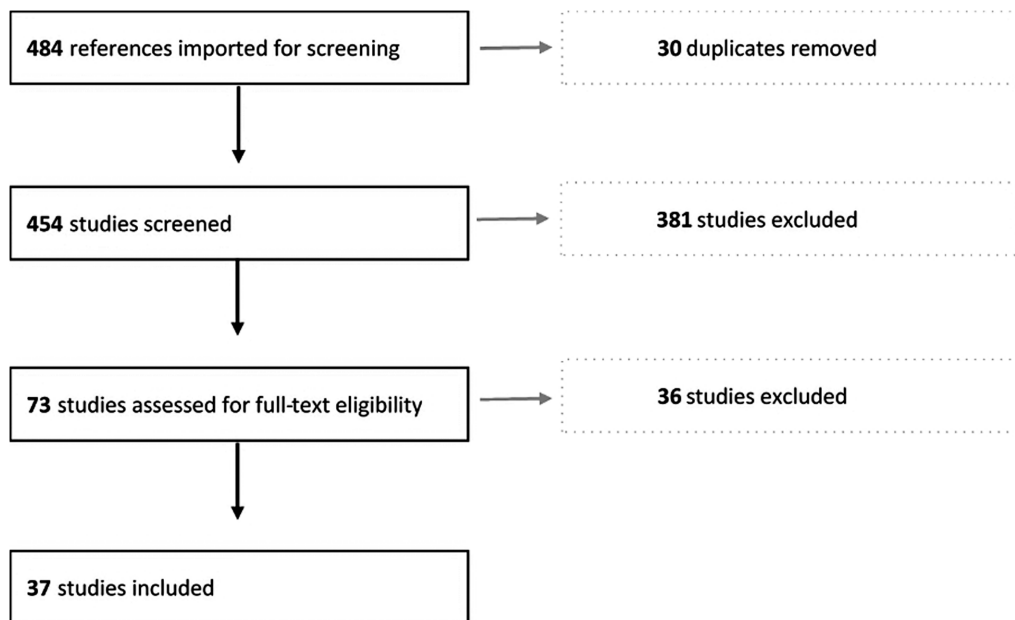 484 references imported for screening
30 duplicates removed
454 studies screened
381 studies excluded
73 studies assessed for full-text eligibility
36 studies excluded
37 studies included